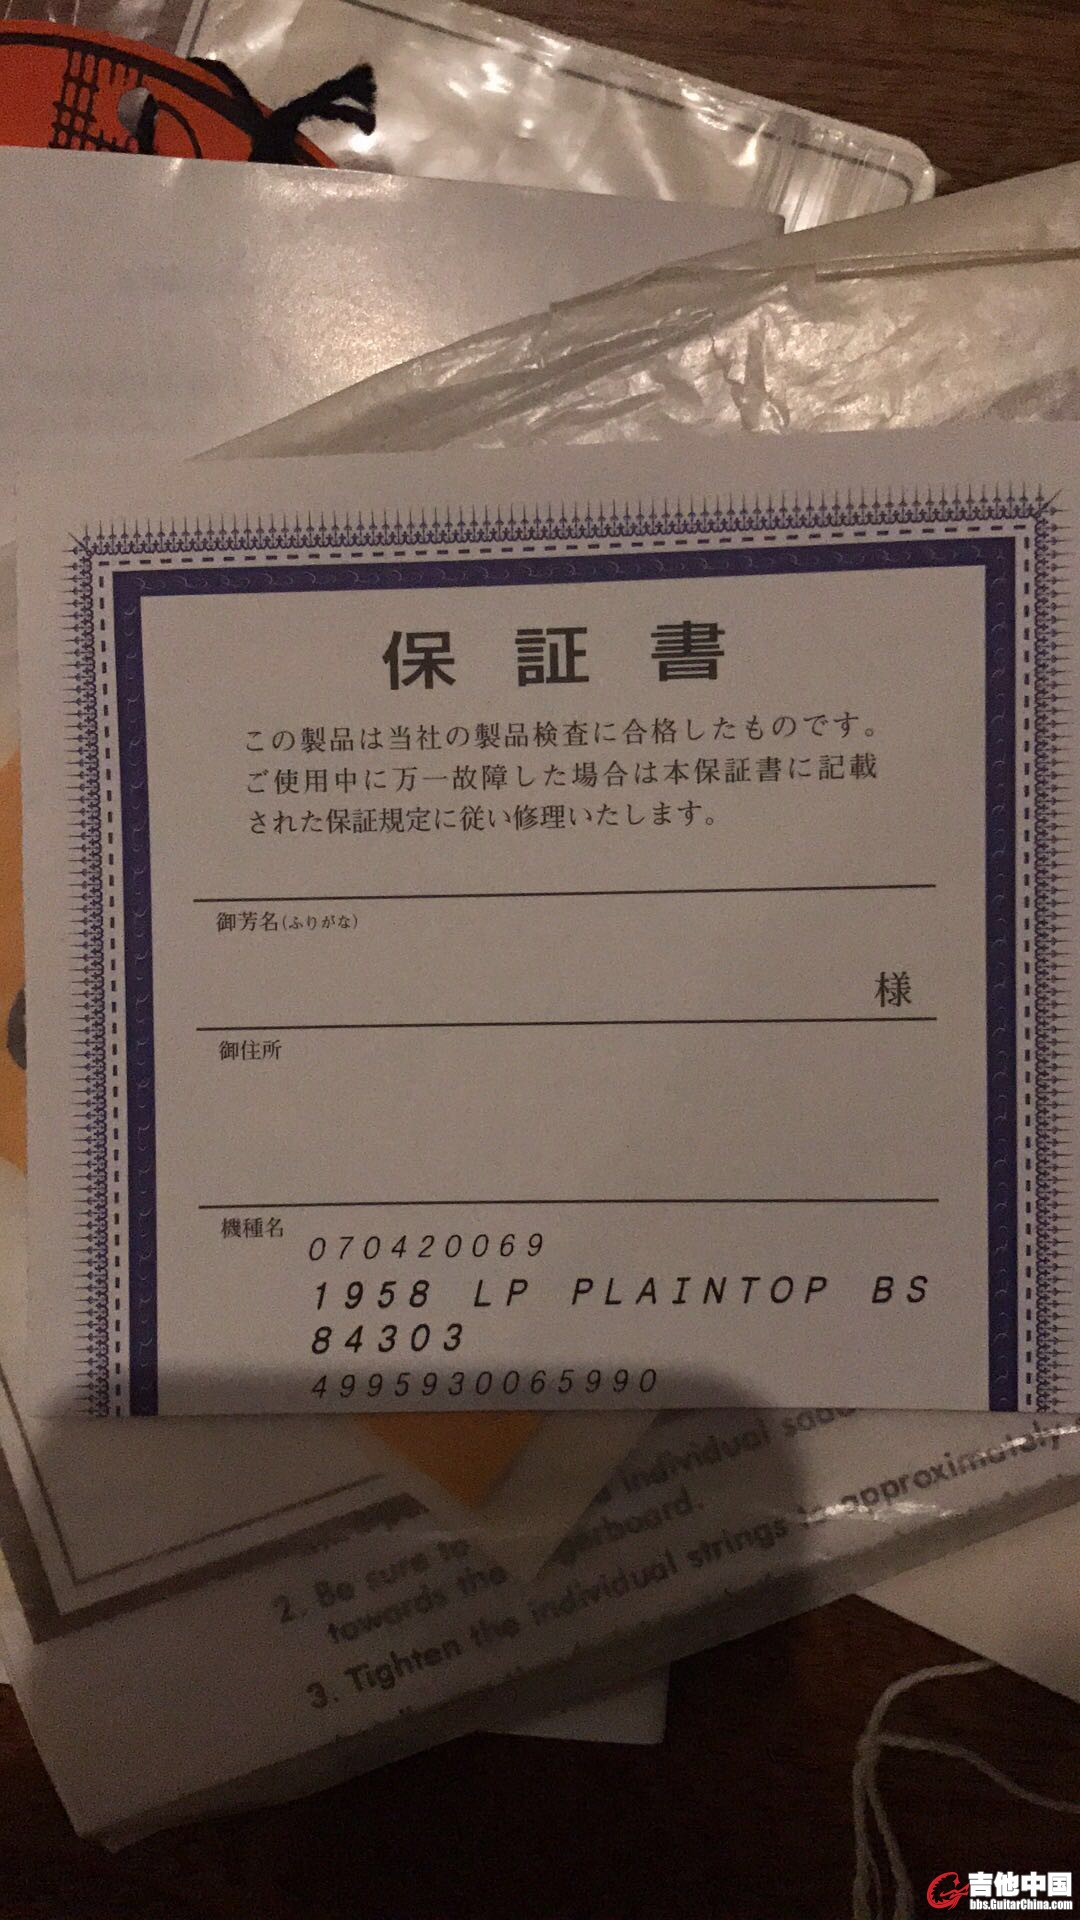 保証書
この製品は当社の製品検査に合格したものです。
ご使用中に万一故障した場合は本保証書に記載
された保証規定に従い修理いたします。
御芳名(ふりがな)
様
御住所
機種名
070420069
1958 LP PLAINTOP BS
84303
4995930065990
individual
2. Be sure to
towards the
3. Tighten the individual strings to approximately
吉他中国
bbs.GuitarChina.com